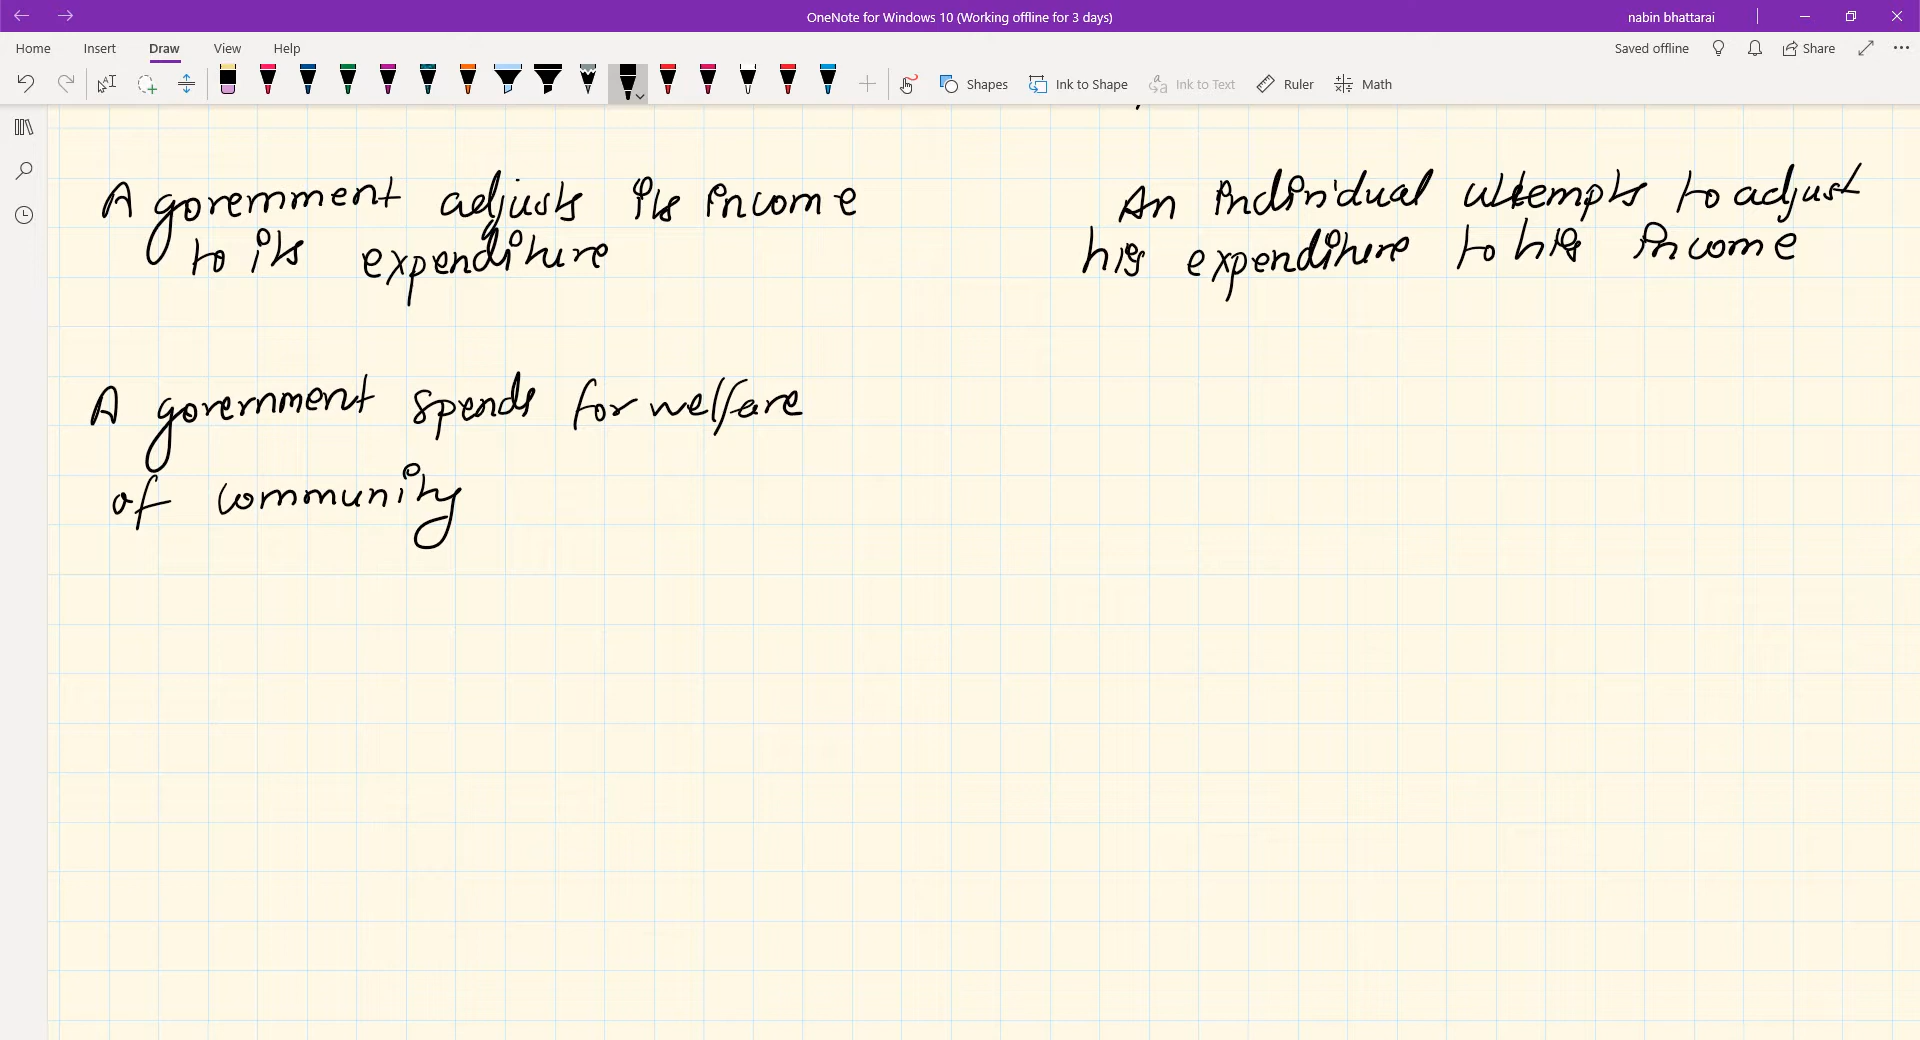 OneNote for Windows 10 (Working offline for 3 days)
nabin bhattarai
Home Insert Draw View Help
Saved offline Share
Shapes Ink to Shape Ink to Text Ruler Math
A government adjusts its income
to its expenditure
An individual attempts to adjust
his expenditure to his income
A government spends for welfare
of community